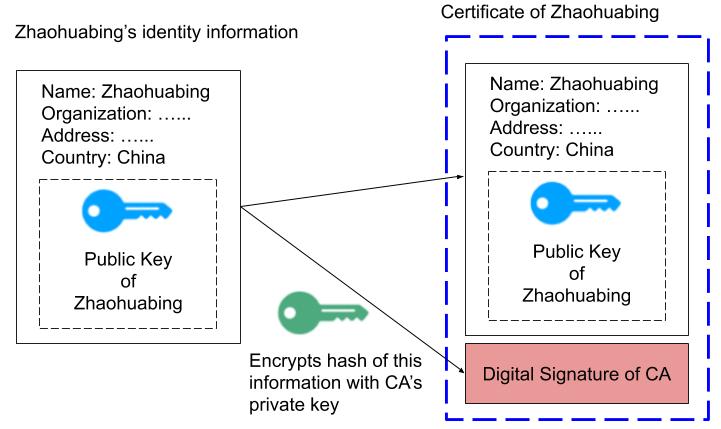 Certificate of Zhaohuabing
Zhaohuabing's identity information
Name: Zhaohuabing
Organization: …...
Address: …...
Country: China
Public Key
of
Zhaohuabing
Name: Zhaohuabing
Organization: …...
Address: …...
Country: China
Public Key
of
Zhaohuabing
Encrypts hash of this
information with CA's
private key
Digital Signature of CA